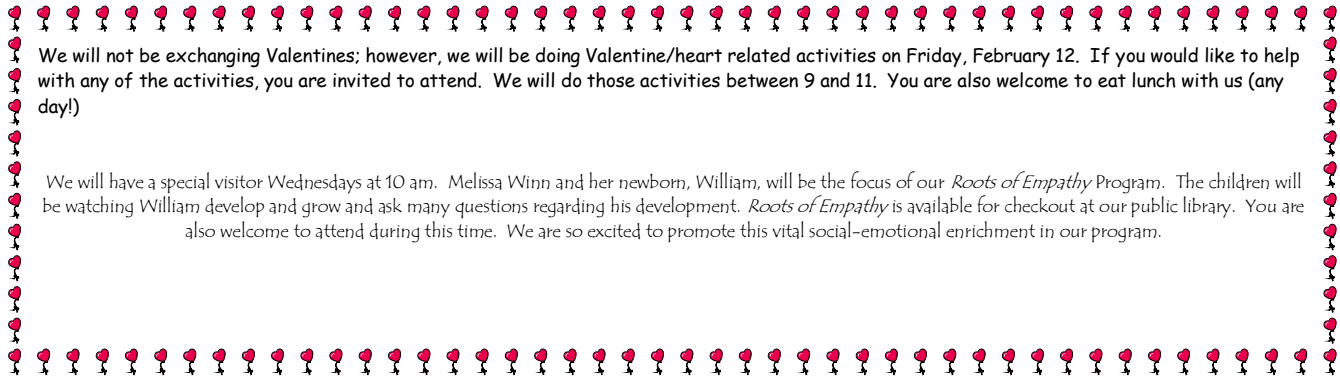 We will not be exchanging Valentines; however, we will be doing Valentine/heart related activities on Friday, February 12.  If you would like to help
with any of the activities, you are invited to attend.  We will do those activities between 9 and 11.  You are also welcome to eat lunch with us (any
day!)
We will have a special visitor Wednesdays at 10 am.  Melissa Winn and her newborn, William, will be the focus of our Roots of Empathy Program.  The children will
be watching William develop and grow and ask many questions regarding his development. Roots of Empathy is available for checkout at our public library.  You are
also welcome to attend during this time.  We are so excited to promote this vital social-emotional enrichment in our program.